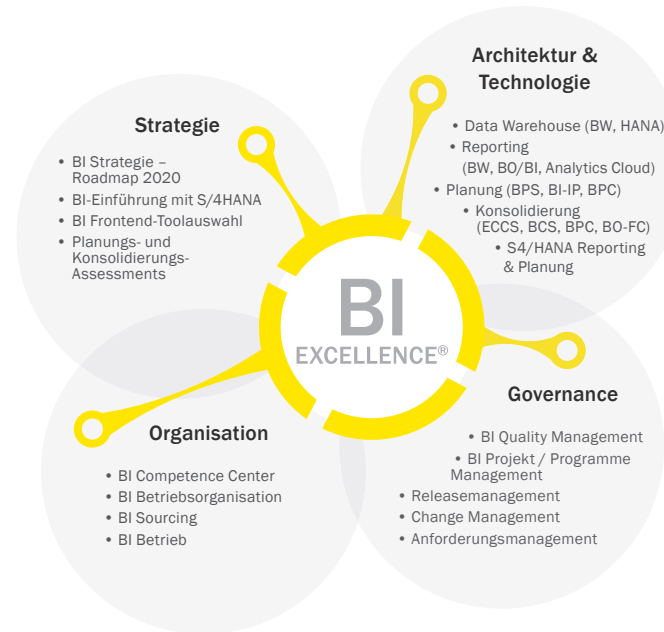 Architektur &
Technologie
• Data Warehouse (BW, HANA)
• Reporting
(BW, BO/BI, Analytics Cloud)
• Planung (BPS, BI-IP, BPC)
• Konsolidierung
(ECCS, BCS, BPC, BO-FC)
• S4/HANA Reporting
& Planung
Strategie
• BI Strategie –
Roadmap 2020
• BI-Einführung mit S/4HANA
• BI Frontend-Toolauswahl
• Planungs- und
Konsolidierungs-
Assessments
BI
EXCELLENCE®
Governance
• BI Quality Management
• BI Projekt / Programme
Management
• Releasemanagement
• Change Management
• Anforderungsmanagement
Organisation
• BI Competence Center
• BI Betriebsorganisation
• BI Sourcing
• BI Betrieb